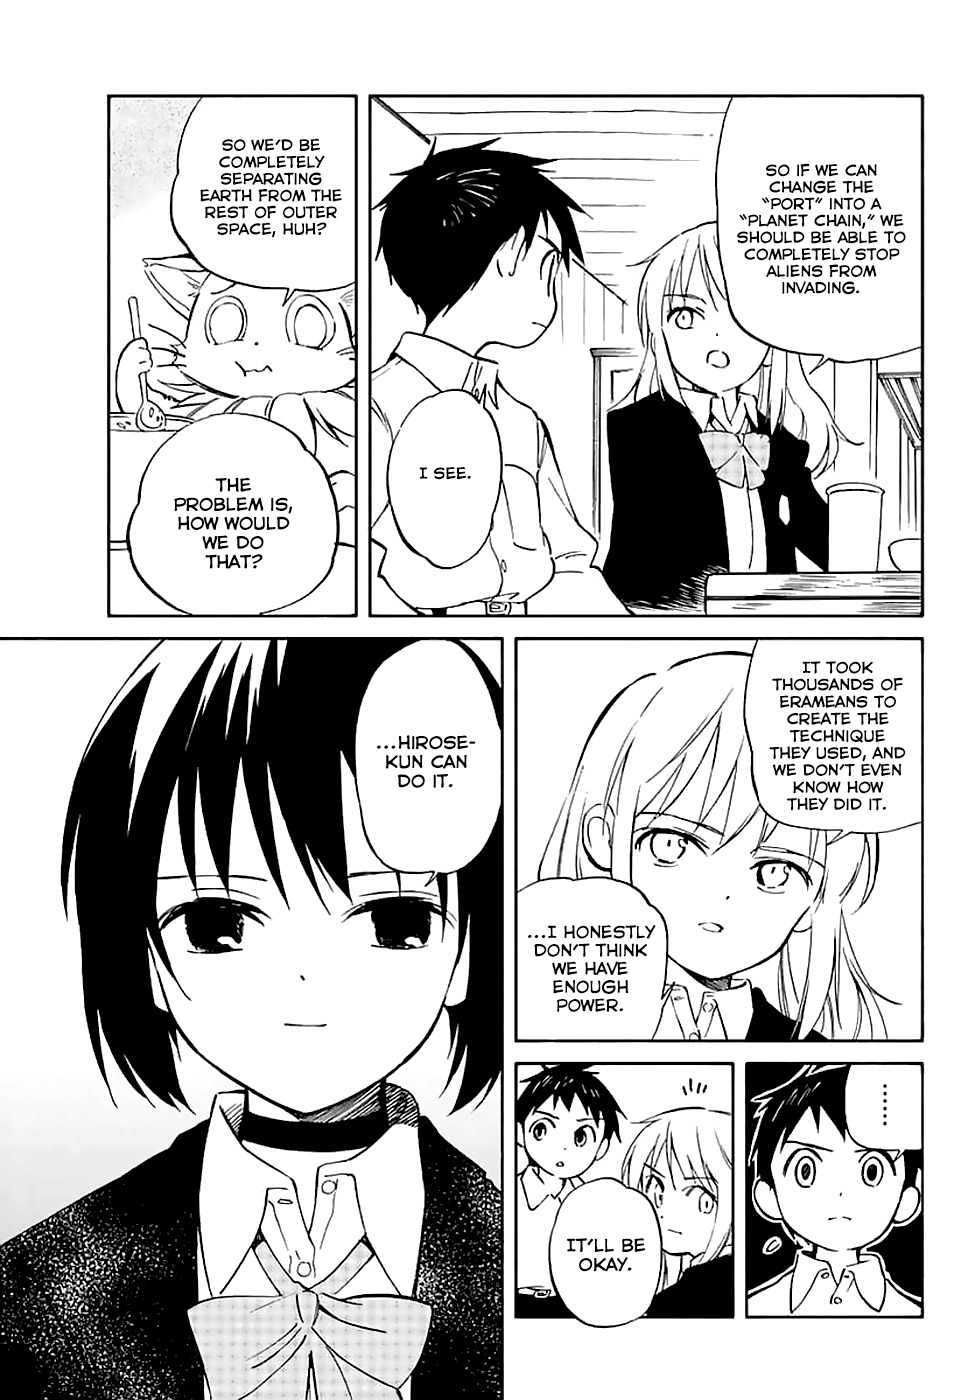 SO IF WE CAN
CHANGE THE
"PORT" INTO A
"PLANET CHAIN," WE
SHOULD BE ABLE TO
COMPLETELY STOP
ALIENS FROM
INVADING.
I SEE.
SO WE'D BE
COMPLETELY
SEPARATING
EARTH FROM THE
REST OF OUTER
SPACE, HUH?
THE
PROBLEM IS,
HOW WOULD
WE DO
THAT?
IT TOOK
THOUSANDS OF
ERAMEANS TO
CREATE THE
TECHNIQUE
THEY USED, AND
WE DON'T EVEN
KNOW HOW
THEY DID IT.
...I HONESTLY
DON'T THINK
WE HAVE
ENOUGH
POWER.
........
IT'LL BE
OKAY.
...HIROSE-
KUN CAN
DO IT.